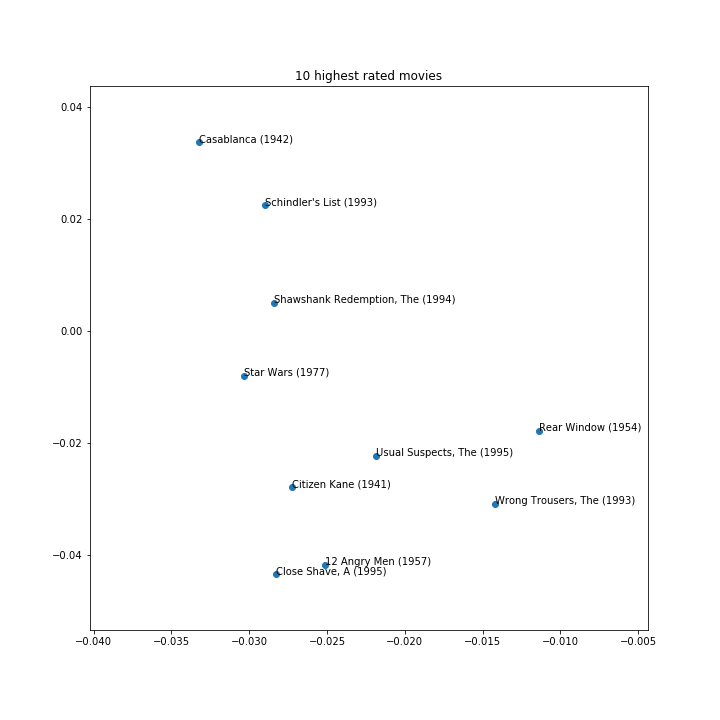 10 highest rated movies
0.04
Casablanca (1942)
Schindler's List (1993)
0.02
Shawshank Redemption, The (1994)
0.00
Star Wars (1977)
Rear Window (1954)
−0.02
Usual Suspects, The (1995)
Citizen Kane (1941)
Wrong Trousers, The (1993)
−0.04
12 Angry Men (1957)
Close Shave, A (1995)
−0.040 −0.035 −0.030 −0.025 −0.020 −0.015 −0.010 −0.005